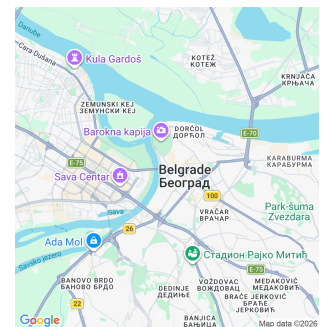 Danube
Cara Dušana
Kula Gardoš
KOTEŽ
КОТЕЖ
KRNJAČA
КРЊАЧА
ZEMUNSKI KEJ
ЗЕМУНСКИ КЕЈ
Barokna kapija
DORĆOL
ДОРЋОЛ
E-70
E-75
KARABURMA
КАРАБУРМА
Sava Centar
Belgrade
Београд
100
Park-šuma
Zvezdara
Sava
VRAČAR
ВРАЧАР
26
Ada Mol
Savsko jezero
Стадион Рајко Митић
E-75
BANOVO BRDO
БАНОВО БРДО
DEDINJE
ДЕДИЊЕ
VOŽDOVAC
ВОЖДОВАЦ
MEDAKOVIĆ
МЕДАКОВИЋ
BRAĆE JERKOVIĆ
БРАЋЕ
ЈЕРКОВИЋ
BANJICA
БАЊИЦА
Google
Map data ©2026